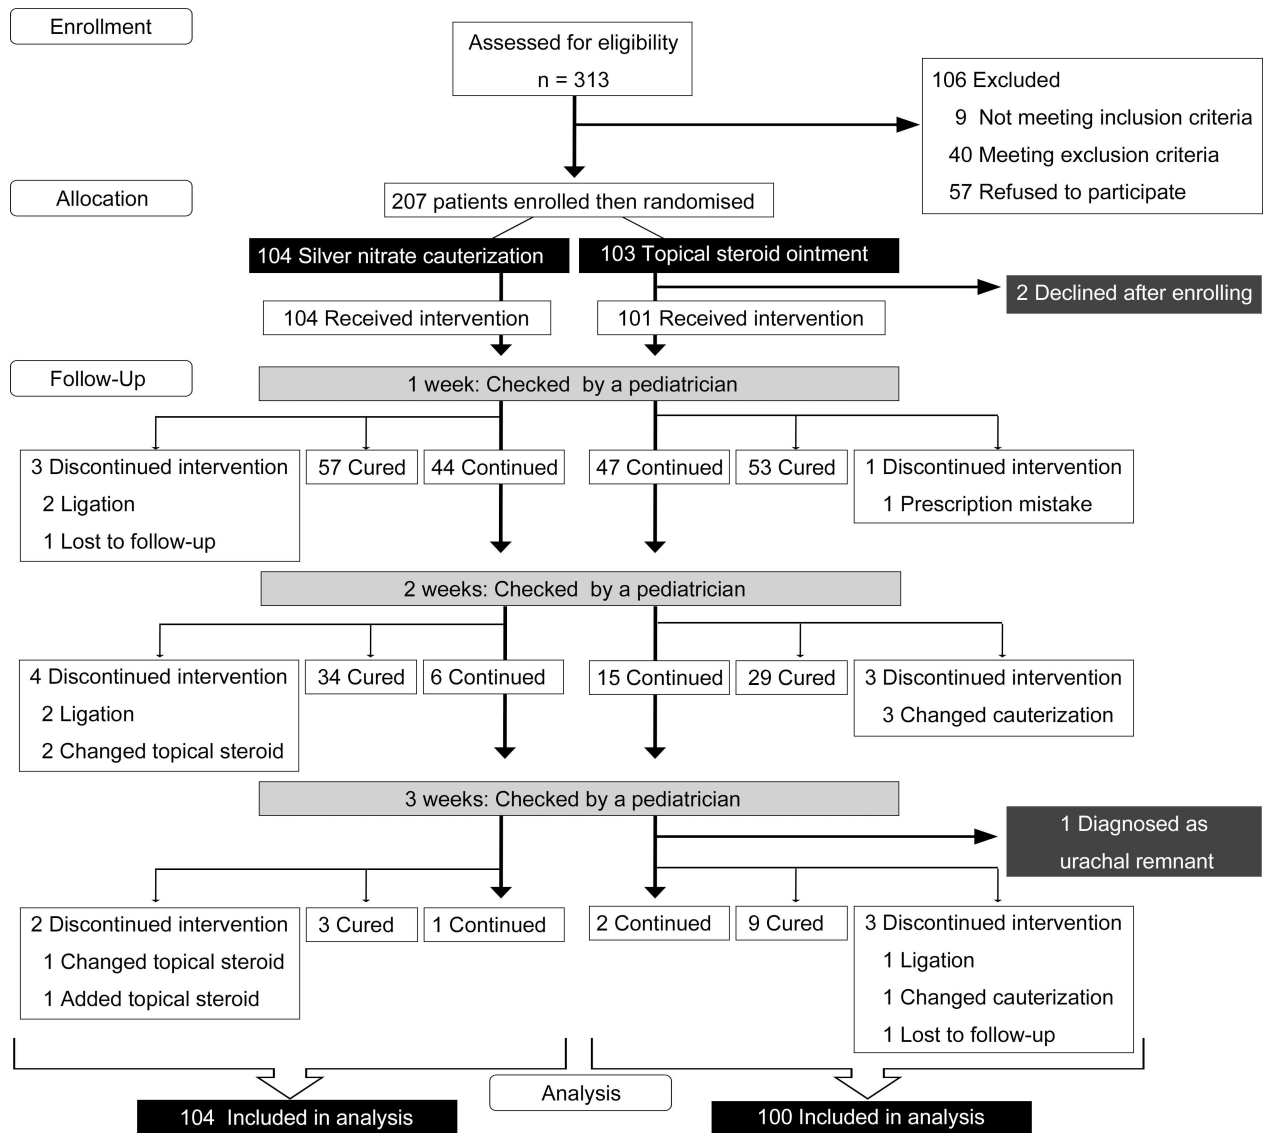 Enrollment
Assessed for eligibility
n = 313
106 Excluded
9 Not meeting inclusion criteria
40 Meeting exclusion criteria
57 Refused to participate
Allocation
207 patients enrolled then randomised
104 Silver nitrate cauterization
103 Topical steroid ointment
2 Declined after enrolling
104 Received intervention
101 Received intervention
Follow-Up
1 week: Checked by a pediatrician
3 Discontinued intervention
2 Ligation
1 Lost to follow-up
57 Cured
44 Continued
47 Continued
53 Cured
1 Discontinued intervention
1 Prescription mistake
2 weeks: Checked by a pediatrician
4 Discontinued intervention
2 Ligation
2 Changed topical steroid
34 Cured
6 Continued
15 Continued
29 Cured
3 Discontinued intervention
3 Changed cauterization
3 weeks: Checked by a pediatrician
1 Diagnosed as
urachal remnant
2 Discontinued intervention
1 Changed topical steroid
1 Added topical steroid
3 Cured
1 Continued
2 Continued
9 Cured
3 Discontinued intervention
1 Ligation
1 Changed cauterization
1 Lost to follow-up
Analysis
104 Included in analysis
100 Included in analysis